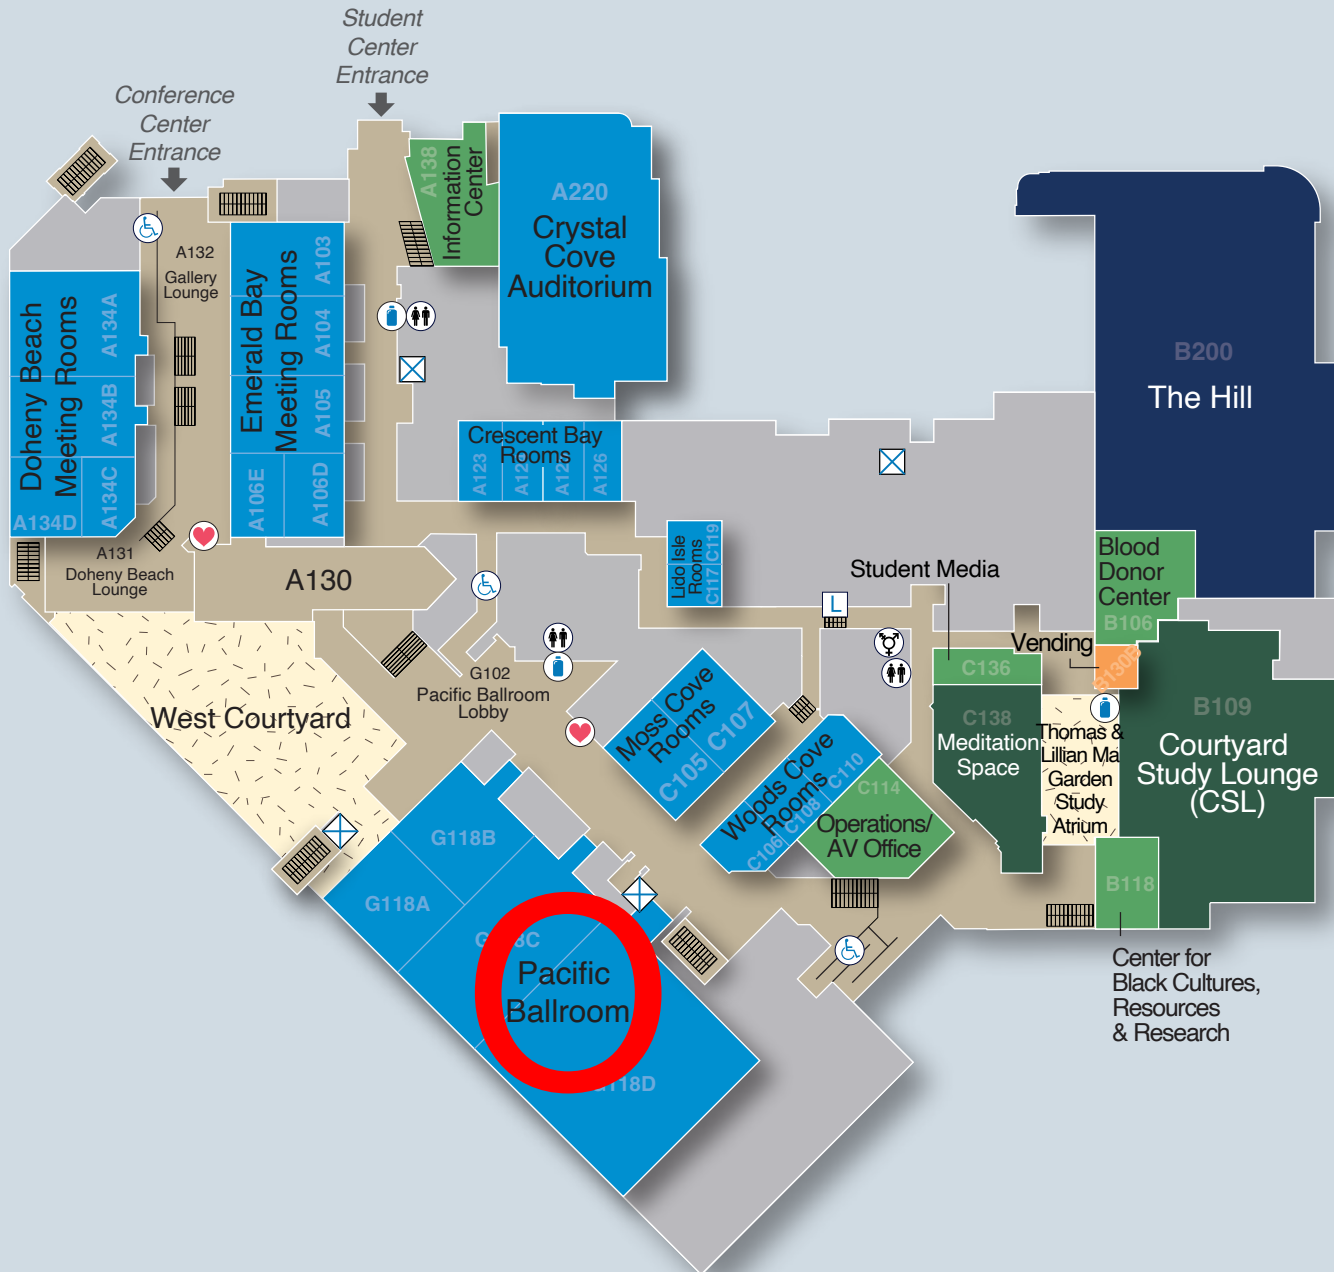 Student
Center
Entrance
Conference
Center
Entrance
A138
Information
Center
A220
Crystal
Cove
Auditorium
A132
Gallery
Lounge
Doheny Beach
Meeting Rooms
A134A
A134B
A134C
A134D
Emerald Bay
Meeting Rooms
A103
A104
A105
A106E
A106D
B200
The Hill
Crescent Bay
Rooms
A123
A126
A131
Doheny Beach
Lounge
A130
Lido Isle
Rooms
C117
C119
Student Media
L
Blood
Donor
Center
B106
Vending
B130B
C136
G102
Pacific Ballroom
Lobby
West Courtyard
Moss Cove
Rooms
C105
C107
C138
Meditation
Space
Thomas &
Lillian Ma
Garden
Study
Atrium
B109
Courtyard
Study Lounge
(CSL)
Woods Cove
Rooms
C106
C108
C110
C114
Operations/
AV Office
G118B
G118A
Pacific
Ballroom
B118
Center for
Black Cultures,
Resources
& Research